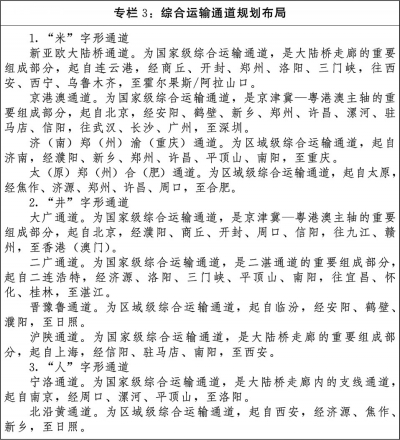 专栏 3：综合运输通道规划布局
1. “米”字形通道
新亚欧大陆桥通道。为国家级综合运输通道，是大陆桥走廊的重要
组成部分，起自连云港，经商丘、开封、郑州、洛阳、三门峡，往西
安、西宁、乌鲁木齐，至霍尔果斯/阿拉山口。
京港澳通道。为国家级综合运输通道，是京津冀—粤港澳主轴的重
要组成部分，起自北京，经安阳、鹤壁、新乡、郑州、许昌、漯河、驻
马店、信阳，往武汉、长沙、广州，至深圳。
济（南）郑（州）渝（重庆）通道。为区域级综合运输通道，起自
济南，经濮阳、新乡、郑州、许昌、平顶山、南阳，至重庆。
太（原）郑（州）合（肥）通道。为区域级综合运输通道，起自太原，
经焦作、济源、郑州、许昌、周口，至合肥。
2. “井”字形通道
大广通道。为国家级综合运输通道，是京津冀—粤港澳主轴的重要
组成部分，起自北京，经濮阳、商丘、开封、周口、信阳，往九江、赣
州，至香港（澳门）。
二广通道。为国家级综合运输通道，是二湛通道的重要组成部分，
起自二连浩特，经济源、洛阳、三门峡、平顶山、南阳，往宜昌、怀
化、桂林，至湛江。
晋豫鲁通道。为区域级综合运输通道，起自临汾，经安阳、鹤壁、
濮阳，至日照。
沪陕通道。为国家级综合运输通道，是大陆桥走廊的重要组成部
分，起自上海，经信阳、驻马店、南阳，至西安。
3. “人”字形通道
宁洛通道。为国家级综合运输通道，是大陆桥走廊内的支线通道，
起自南京，经周口、漯河、平顶山，至洛阳。
北沿黄通道。为区域级综合运输通道，起自西安，经济源、焦作、
新乡，至日照。